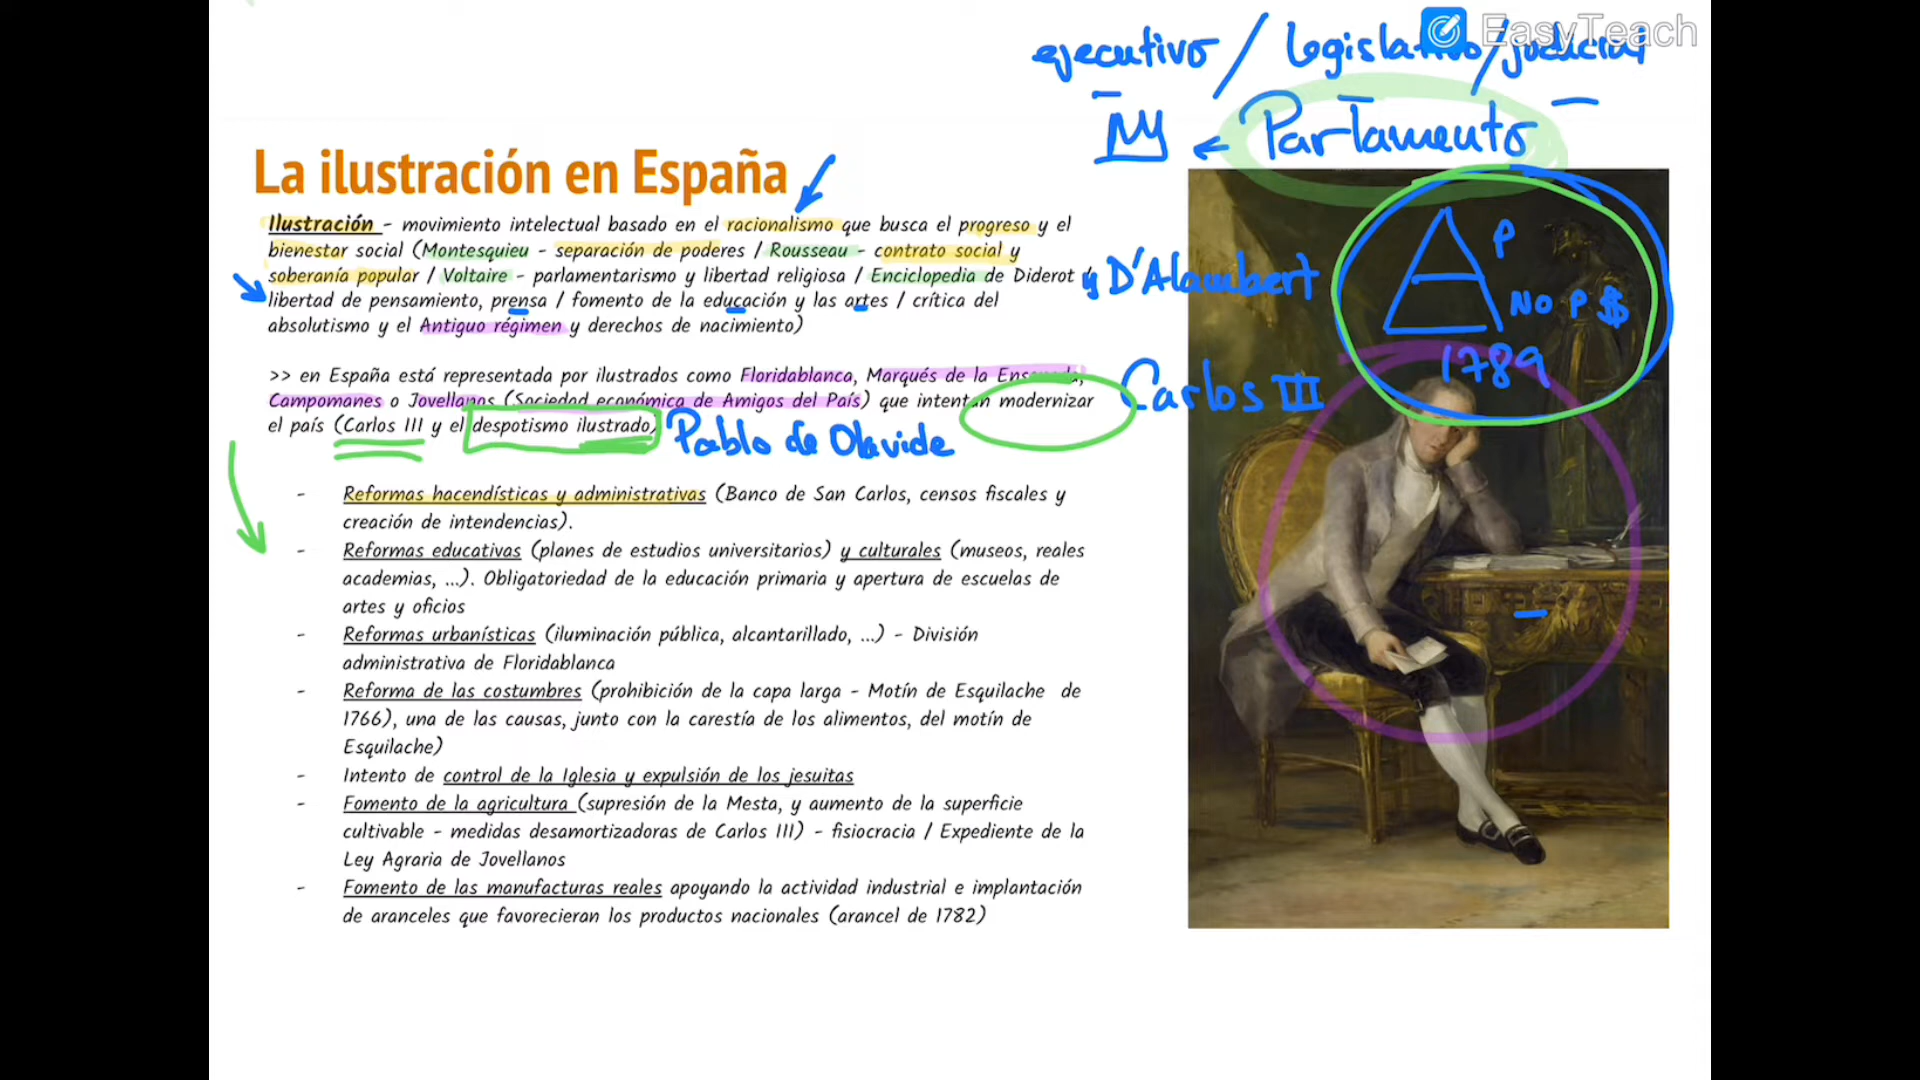 EasyTeach
ejecutivo / legislativo / judicial
← Parlamento
La ilustración en España
Ilustración - movimiento intelectual basado en el racionalismo que busca el progreso y el
bienestar social (Montesquieu - separación de poderes / Rousseau - contrato social y
soberanía popular / Voltaire - parlamentarismo y libertad religiosa / Enciclopedia de Diderot /
y D'Alambert
libertad de pensamiento, prensa / fomento de la educación y las artes / crítica del
absolutismo y el Antiguo régimen y derechos de nacimiento)
P
NO P $
1789
>> en España está representada por ilustrados como Floridablanca, Marqués de la Ensenada,
Campomanes o Jovellanos (Sociedad económica de Amigos del País) que intentan modernizar
Carlos III
el país (Carlos III y el despotismo ilustrado)
Pablo de Olavide
- Reformas hacendísticas y administrativas (Banco de San Carlos, censos fiscales y
creación de intendencias).
- Reformas educativas (planes de estudios universitarios) y culturales (museos, reales
academias, ...). Obligatoriedad de la educación primaria y apertura de escuelas de
artes y oficios
- Reformas urbanísticas (iluminación pública, alcantarillado, ...) - División
administrativa de Floridablanca
- Reforma de las costumbres (prohibición de la capa larga - Motín de Esquilache de
1766), una de las causas, junto con la carestía de los alimentos, del motín de
Esquilache)
- Intento de control de la Iglesia y expulsión de los jesuitas
- Fomento de la agricultura (supresión de la Mesta, y aumento de la superficie
cultivable - medidas desamortizadoras de Carlos III) - fisiocracia / Expediente de la
Ley Agraria de Jovellanos
- Fomento de las manufacturas reales apoyando la actividad industrial e implantación
de aranceles que favorecieran los productos nacionales (arancel de 1782)